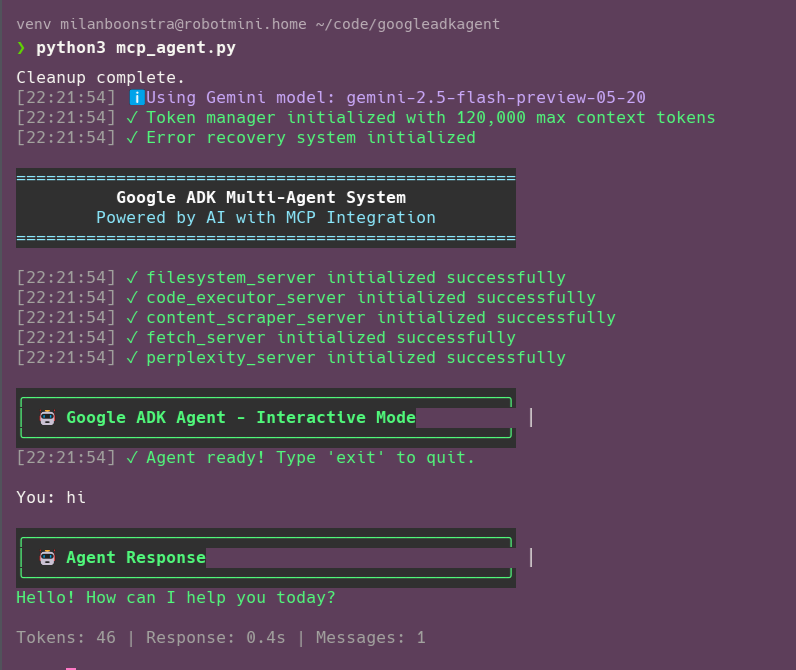 venv milanboonstra@robotmini.home ~/code/googleadkagent
❯ python3 mcp_agent.py
Cleanup complete.
[22:21:54] ℹ️Using Gemini model: gemini-2.5-flash-preview-05-20
[22:21:54] ✓ Token manager initialized with 120,000 max context tokens
[22:21:54] ✓ Error recovery system initialized
==================================================
Google ADK Multi-Agent System
Powered by AI with MCP Integration
==================================================
[22:21:54] ✓ filesystem_server initialized successfully
[22:21:54] ✓ code_executor_server initialized successfully
[22:21:54] ✓ content_scraper_server initialized successfully
[22:21:54] ✓ fetch_server initialized successfully
[22:21:54] ✓ perplexity_server initialized successfully
🤖 Google ADK Agent - Interactive Mode
[22:21:54] ✓ Agent ready! Type 'exit' to quit.
You: hi
🤖 Agent Response
Hello! How can I help you today?
Tokens: 46 | Response: 0.4s | Messages: 1